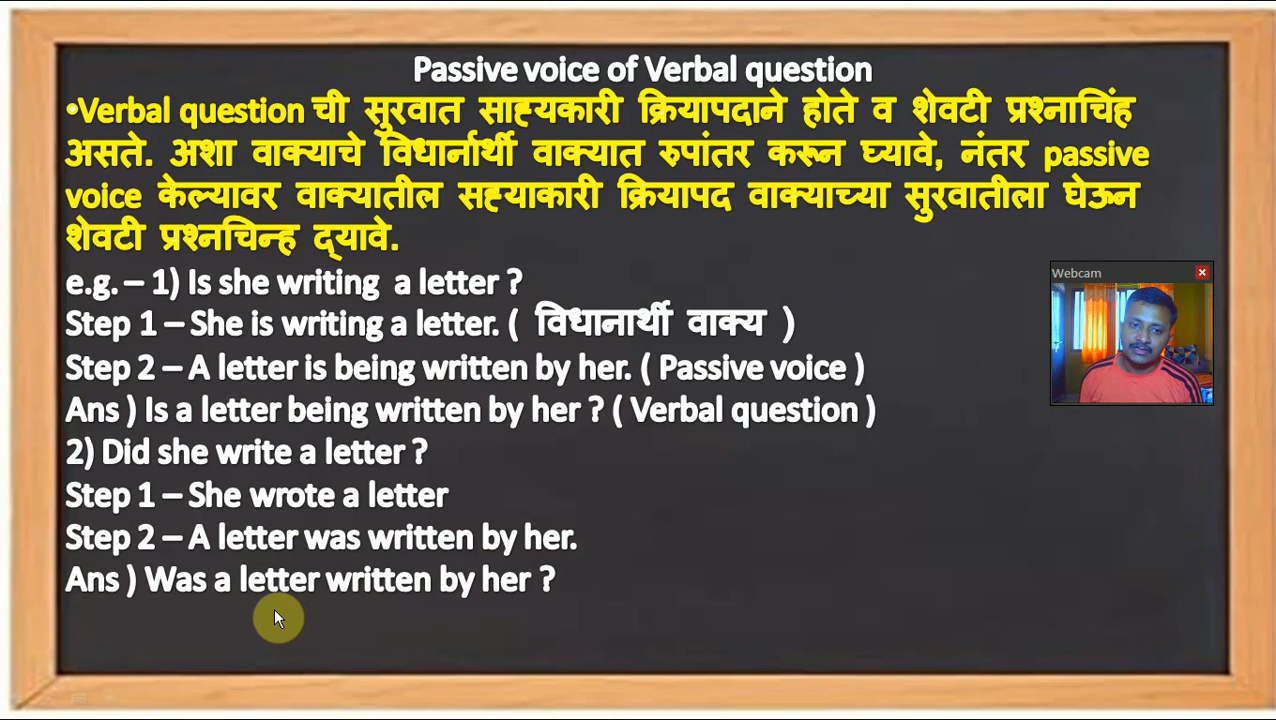 Passive voice of Verbal question
•Verbal question ची सुरवात साह्यकारी क्रियापदाने होते व शेवटी प्रश्नाचिंह
असते. अशा वाक्याचे विधार्नार्थी वाक्यात रुपांतर करून घ्यावे, नंतर passive
voice केल्यावर वाक्यातील सह्याकारी क्रियापद वाक्याच्या सुरवातीला घेऊन
शेवटी प्रश्नचिन्ह द्‌यावे.
e.g. – 1) Is she writing a letter ?
Webcam
Step 1 – She is writing a letter. ( विधानार्थी वाक्य )
Step 2 – A letter is being written by her. ( Passive voice )
Ans ) Is a letter being written by her ? ( Verbal question )
2) Did she write a letter ?
Step 1 – She wrote a letter
Step 2 – A letter was written by her.
Ans ) Was a letter written by her ?